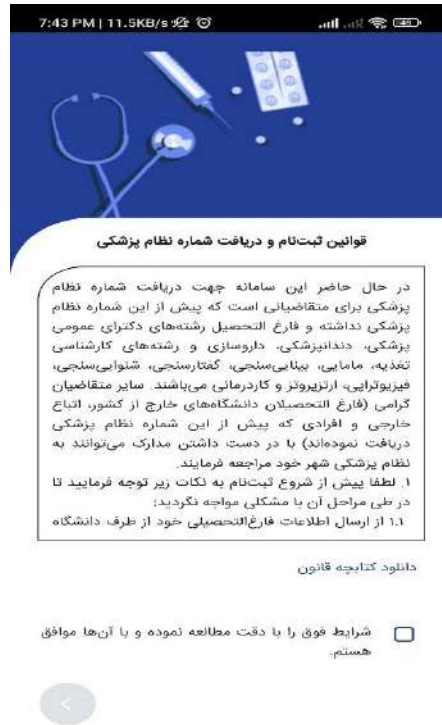 7:43 PM | 11.5KB/s
قوانین ثبت‌نام و دریافت شماره نظام پزشکی
در حال حاضر این سامانه جهت دریافت شماره نظام
پزشکی برای متقاضیانی است که پیش از این شماره نظام
پزشکی نداشته و فارغ التحصیل رشته‌های دکترای عمومی
پزشکی، دندانپزشکی، داروسازی و رشته‌های کارشناسی
تغذیه، مامایی، بینایی‌سنجی، گفتارسنجی، شنوایی‌سنجی،
فیزیوتراپی، ارتزپروتز و کاردرمانی می‌باشند. سایر متقاضیان
گرامی (فارغ التحصیلان دانشگاه‌های خارج از کشور، اتباع
خارجی و افرادی که پیش از این شماره نظام پزشکی
دریافت نموده‌اند) با در دست داشتن مدارک می‌توانند به
نظام پزشکی شهر خود مراجعه فرمایند.
۱. لطفا پیش از شروع ثبت‌نام به نکات زیر توجه فرمایید تا
در طی مراحل آن با مشکلی مواجه نگردید:
۱.۱ از ارسال اطلاعات فارغ‌التحصیلی خود از طرف دانشگاه
دانلود کتابچه قانون
شرایط فوق را با دقت مطالعه نموده و با آن‌ها موافق
هستم.